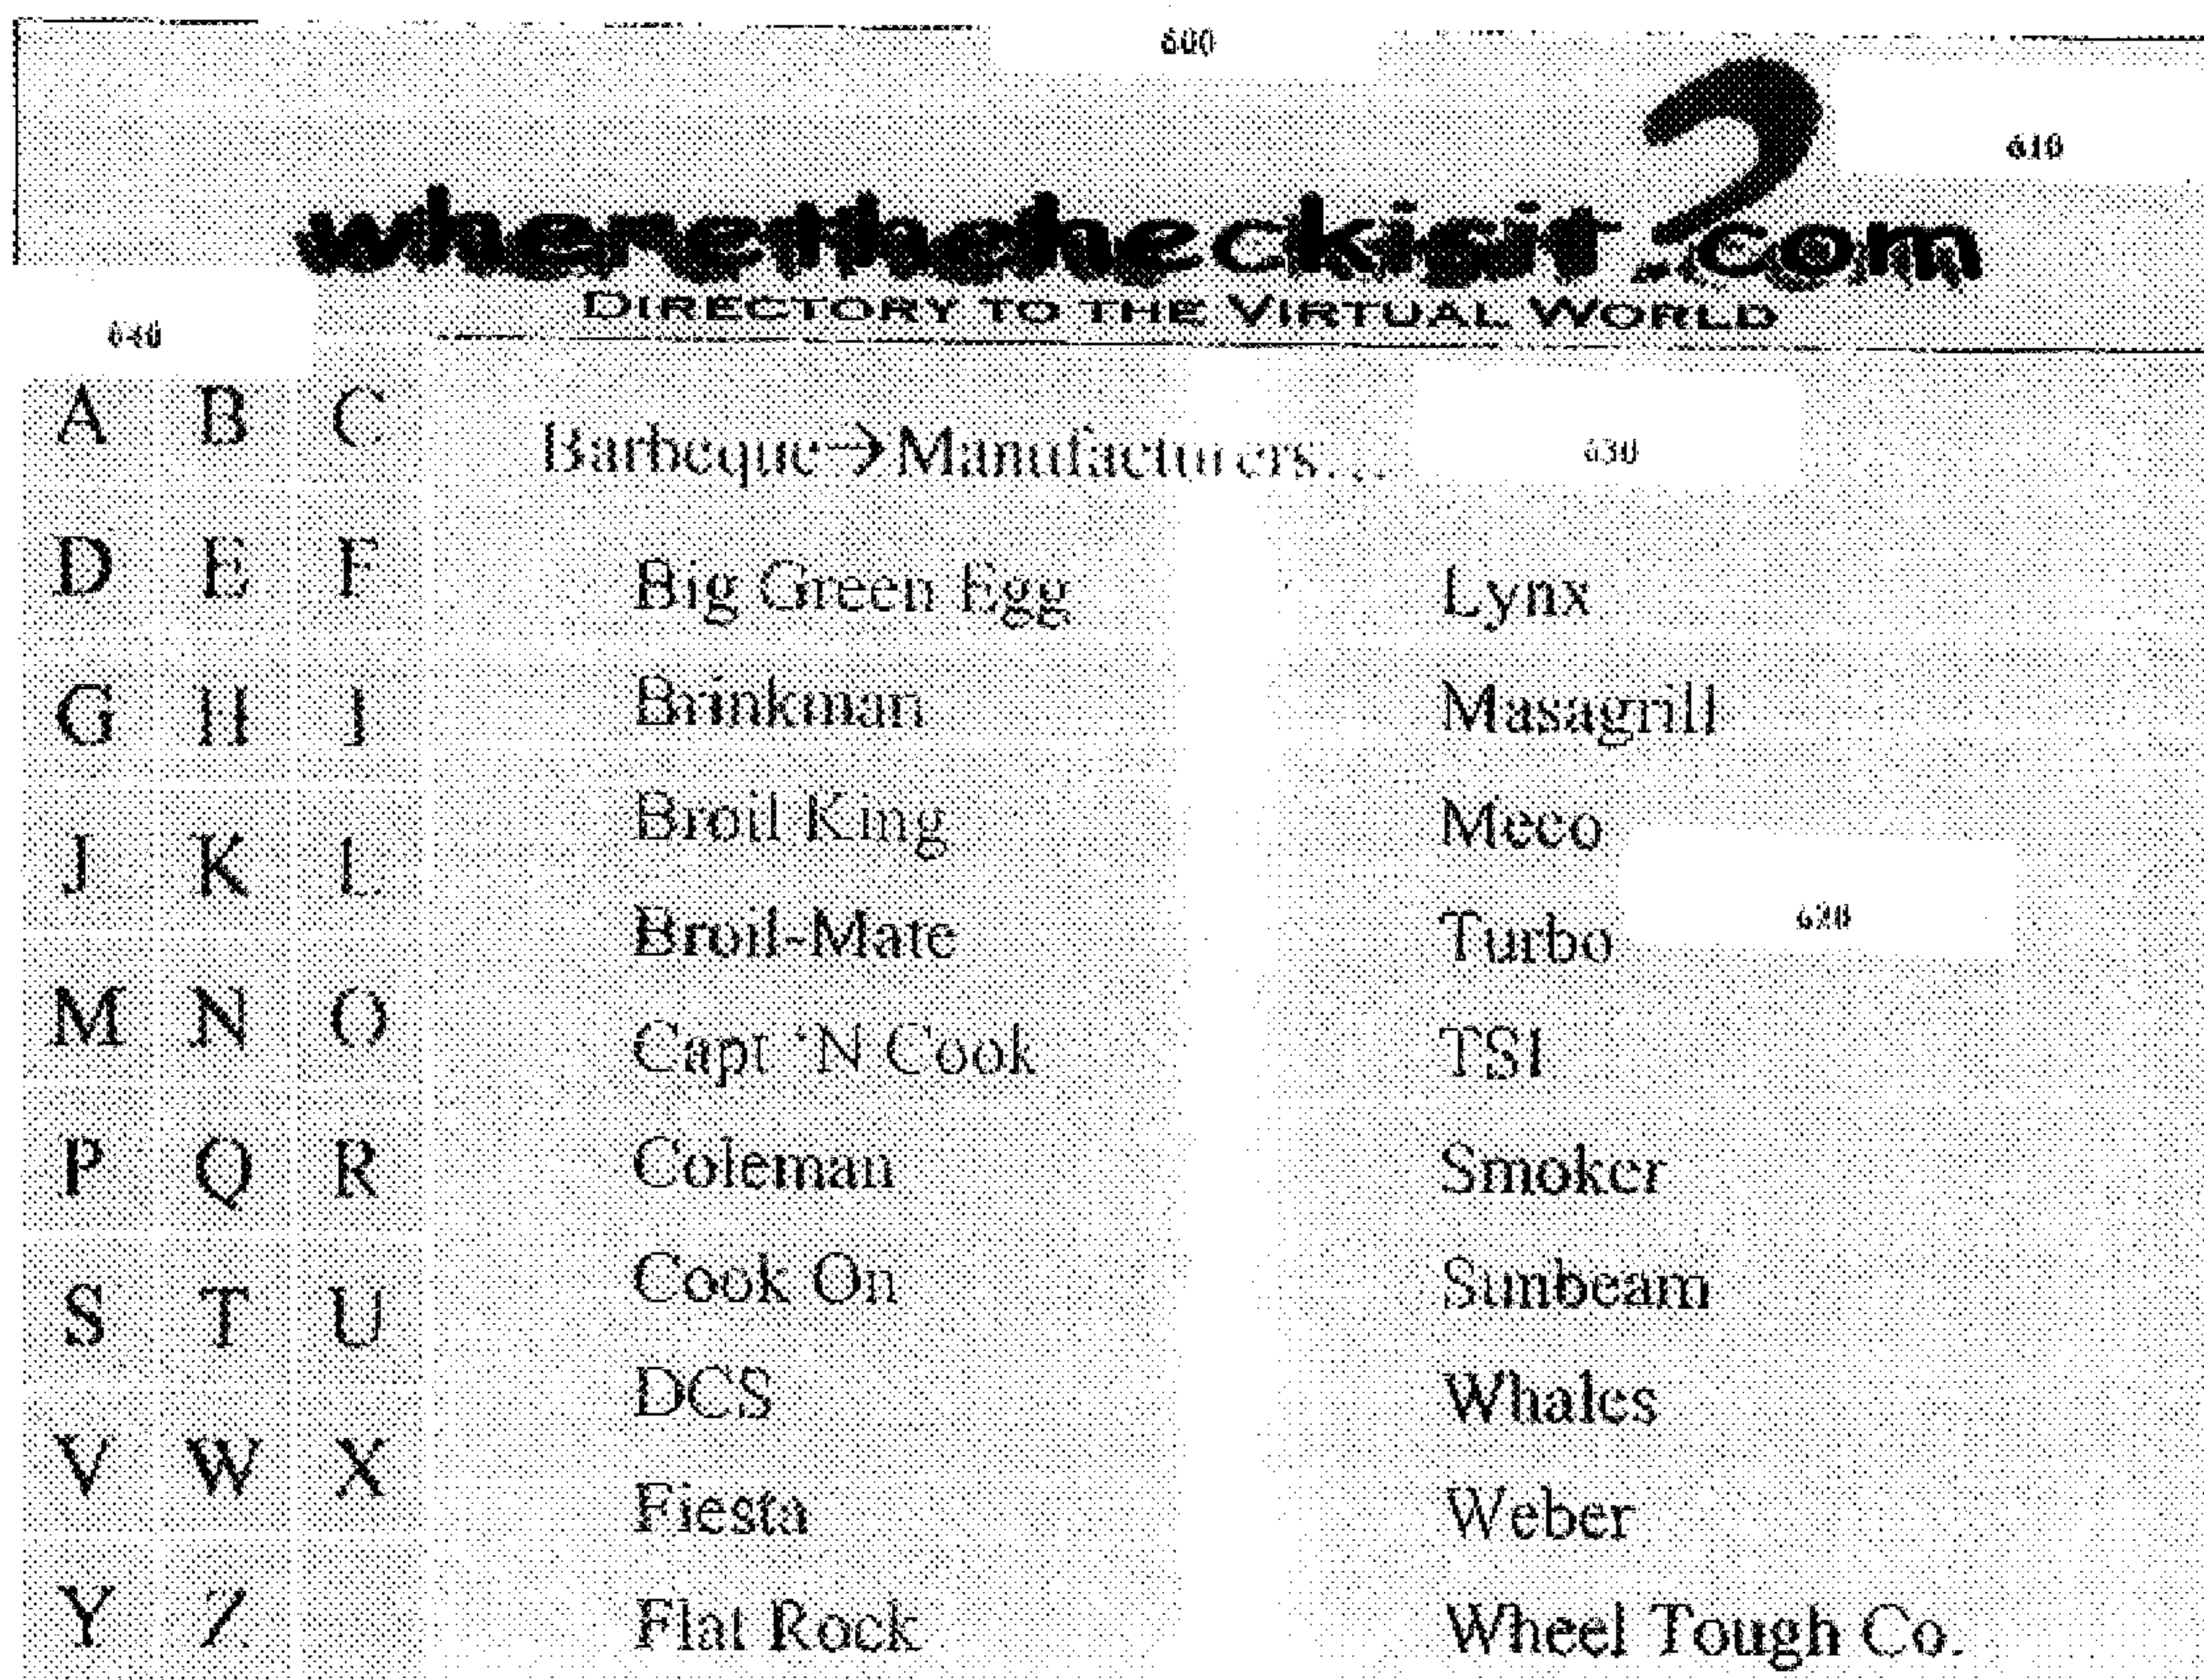 600
610
wheretheheckisit?.com
DIRECTORY TO THE VIRTUAL WORLD
640
A B C
D E F
G H I
J K L
M N O
P Q R
S T U
V W X
Y Z
Barbeque→Manufacturers...
630
Big Green Egg
Brinkman
Broil King
Broil-Mate
Capt 'N Cook
Coleman
Cook On
DCS
Fiesta
Flat Rock
Lynx
Masagrill
Meco
620
Turbo
TSI
Smoker
Sunbeam
Whales
Weber
Wheel Tough Co.